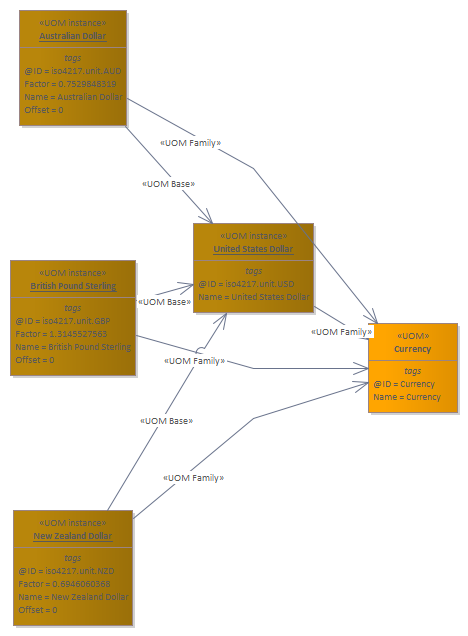 «UOM instance»
Australian Dollar
tags
@ID = iso4217.unit.AUD
Factor = 0.7528848319
Name = Australian Dollar
Offset = 0
«UOM Family»
«UOM Base»
«UOM instance»
United States Dollar
tags
@ID = iso4217.unit.USD
Name = United States Dollar
«UOM instance»
British Pound Sterling
tags
@ID = iso4217.unit.GBP
Factor = 1.3145527563
Name = British Pound Sterling
Offset = 0
«UOM Base»
«UOM Family»
«UOM Family»
«UOM»
Currency
tags
@ID = Currency
Name = Currency
«UOM Base»
«UOM Family»
«UOM instance»
New Zealand Dollar
tags
@ID = iso4217.unit.NZD
Factor = 0.6946060368
Name = New Zealand Dollar
Offset = 0